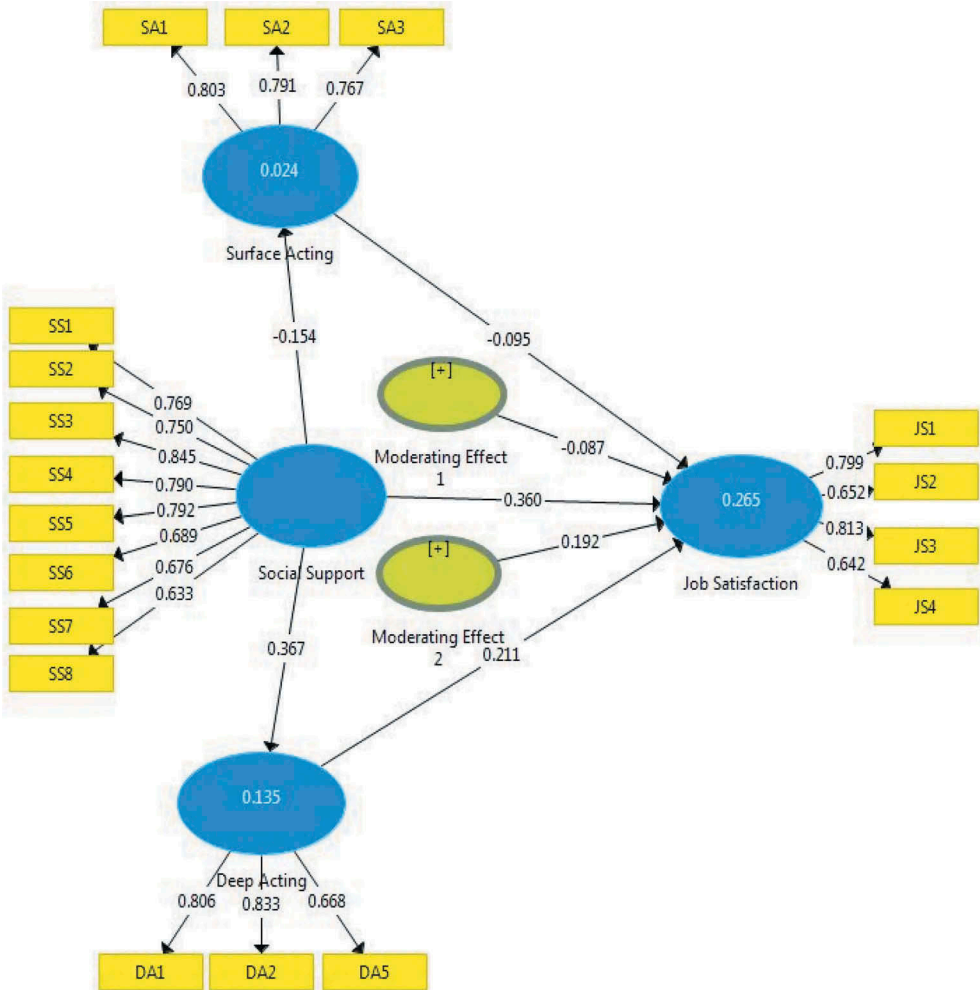 SA1
SA2
SA3
0.803
0.791
0.767
0.024
Surface Acting
-0.154
-0.095
SS1
SS2
SS3
SS4
SS5
SS6
SS7
SS8
0.769
0.750
0.845
0.790
0.792
0.689
0.676
0.633
Social Support
[+]
Moderating Effect
1
-0.087
0.360
[+]
Moderating Effect
2
0.192
0.211
0.265
Job Satisfaction
0.799
0.652
0.813
0.642
JS1
JS2
JS3
JS4
0.367
0.135
Deep Acting
0.806
0.833
0.668
DA1
DA2
DA5